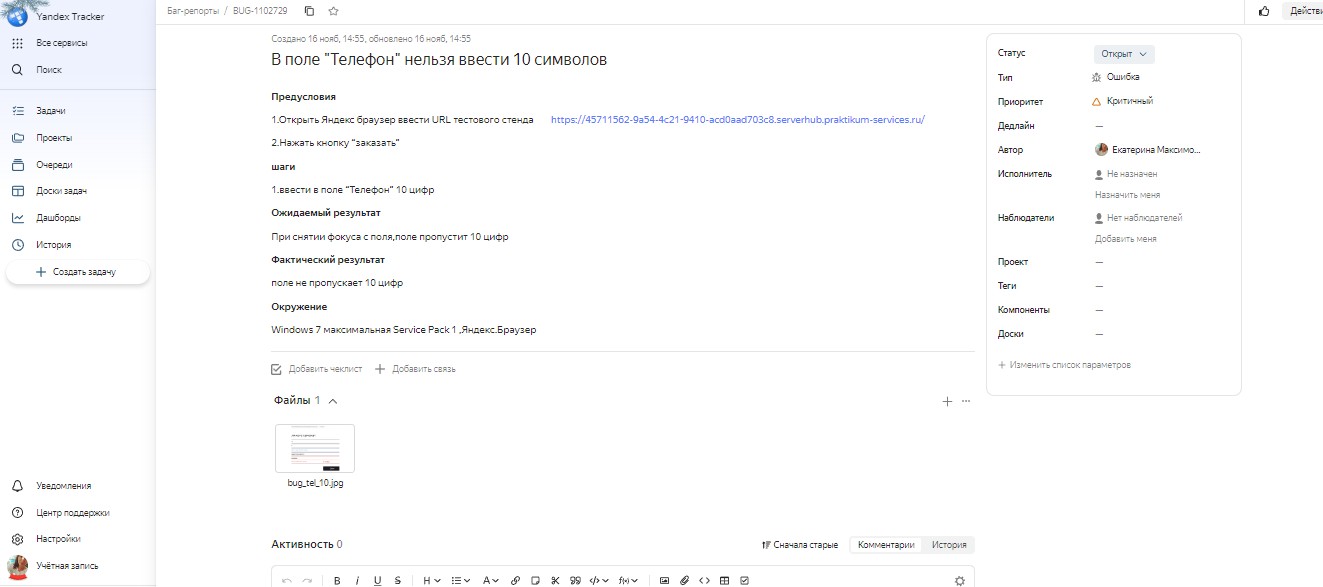 Yandex Tracker
Все сервисы
Поиск
Задачи
Проекты
Очереди
Доски задач
Дашборды
История
Создать задачу
Уведомления
Центр поддержки
Настройки
Учётная запись
Баг-репорты / BUG-1102729
Действи
Создано 16 нояб, 14:55, обновлено 16 нояб, 14:55
В поле "Телефон" нельзя ввести 10 символов
Предусловия
1.Открыть Яндекс браузер ввести URL тестового стенда https://45711562-9a54-4c21-9410-acd0aad703c8.serverhub.praktikum-services.ru/
2.Нажать кнопку "заказать"
шаги
1.ввести в поле "Телефон" 10 цифр
Ожидаемый результат
При снятии фокуса с поля,поле пропустит 10 цифр
Фактический результат
поле не пропускает 10 цифр
Окружение
Windows 7 максимальная Service Pack 1 ,Яндекс.Браузер
Добавить чеклист Добавить связь
Файлы 1
bug_tel_10.jpg
Активность 0
Сначала старые Комментарии История
B I U S H A
Статус Открыт
Тип Ошибка
Приоритет Критичный
Дедлайн —
Автор Екатерина Максимо...
Исполнитель Не назначен
Назначить меня
Наблюдатели Нет наблюдателей
Добавить меня
Проект —
Теги —
Компоненты —
Доски —
Изменить список параметров